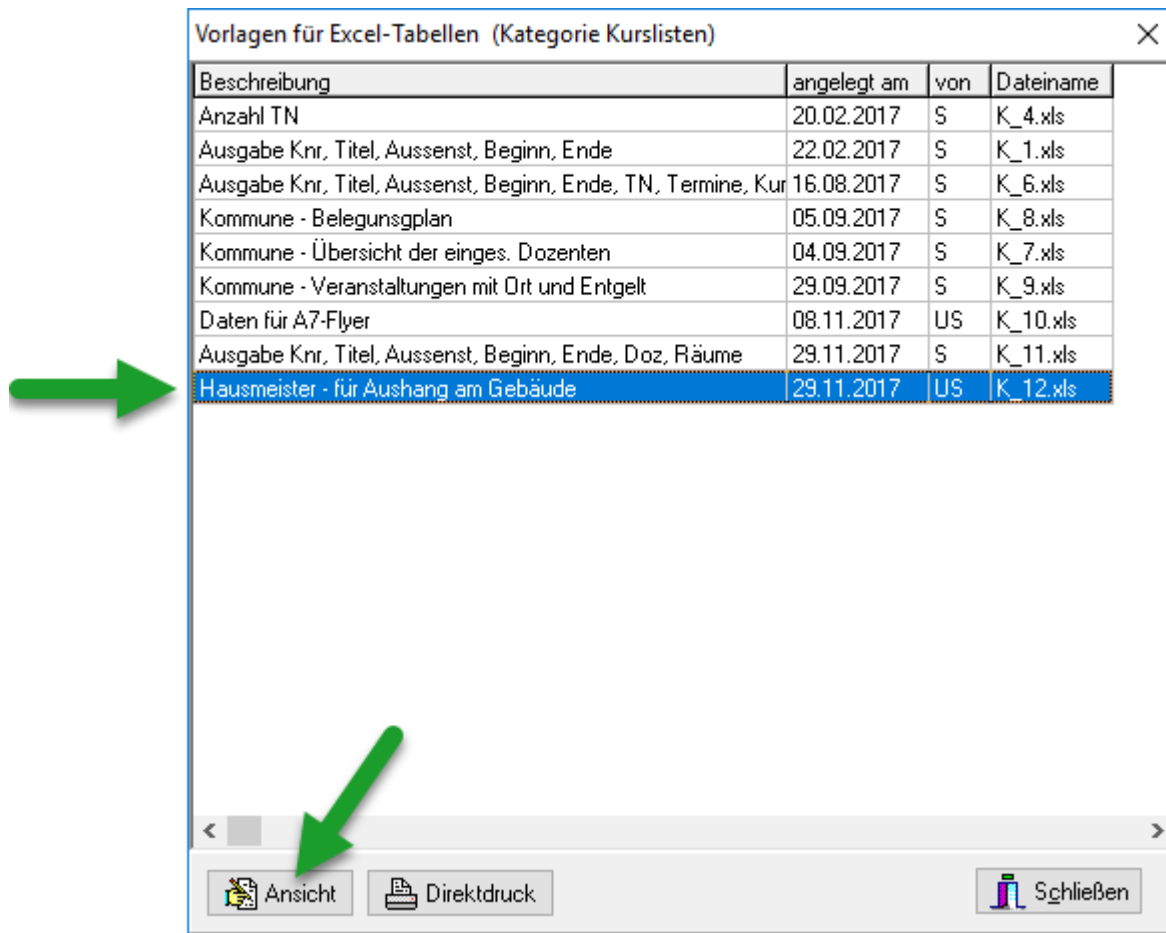 Vorlagen für Excel-Tabellen (Kategorie Kurslisten)
Beschreibung angelegt am von Dateiname
Anzahl TN 20.02.2017 S K_4.xls
Ausgabe Knr, Titel, Aussenst, Beginn, Ende 22.02.2017 S K_1.xls
Ausgabe Knr, Titel, Aussenst, Beginn, Ende, TN, Termine, Kur 16.08.2017 S K_6.xls
Kommune - Belegunsgplan 05.09.2017 S K_8.xls
Kommune - Übersicht der einges. Dozenten 04.09.2017 S K_7.xls
Kommune - Veranstaltungen mit Ort und Entgelt 29.09.2017 S K_9.xls
Daten für A7-Flyer 08.11.2017 US K_10.xls
Ausgabe Knr, Titel, Aussenst, Beginn, Ende, Doz, Räume 29.11.2017 S K_11.xls
Hausmeister - für Aushang am Gebäude 29.11.2017 US K_12.xls
Ansicht Direktdruck Schließen